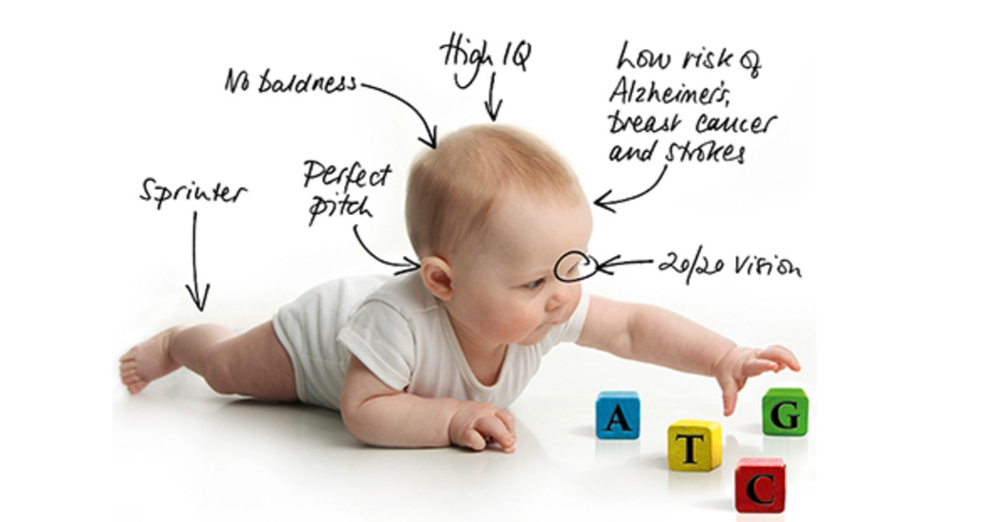 High IQ
No baldness
Low risk of
Alzheimer's,
breast cancer
and strokes
Perfect
pitch
Sprinter
20/20 vision
A
T
G
C